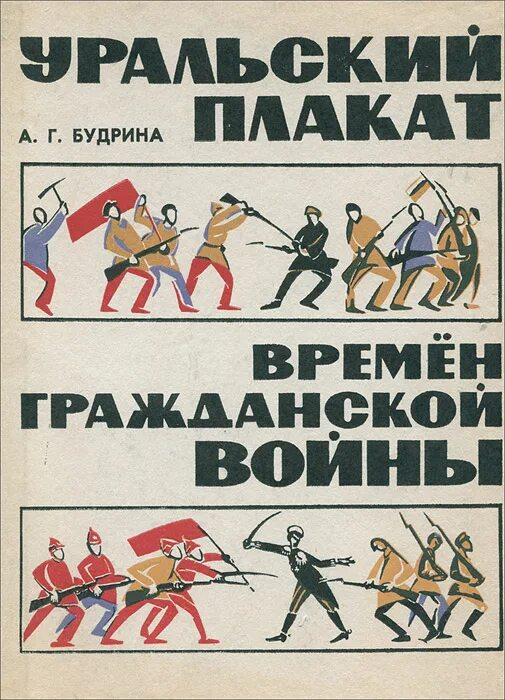 УРАЛЬСКИЙ
ПЛАКАТ
А. Г. БУДРИНА
ВРЕМЁН
ГРАЖДАНСКОЙ
ВОЙНЫ